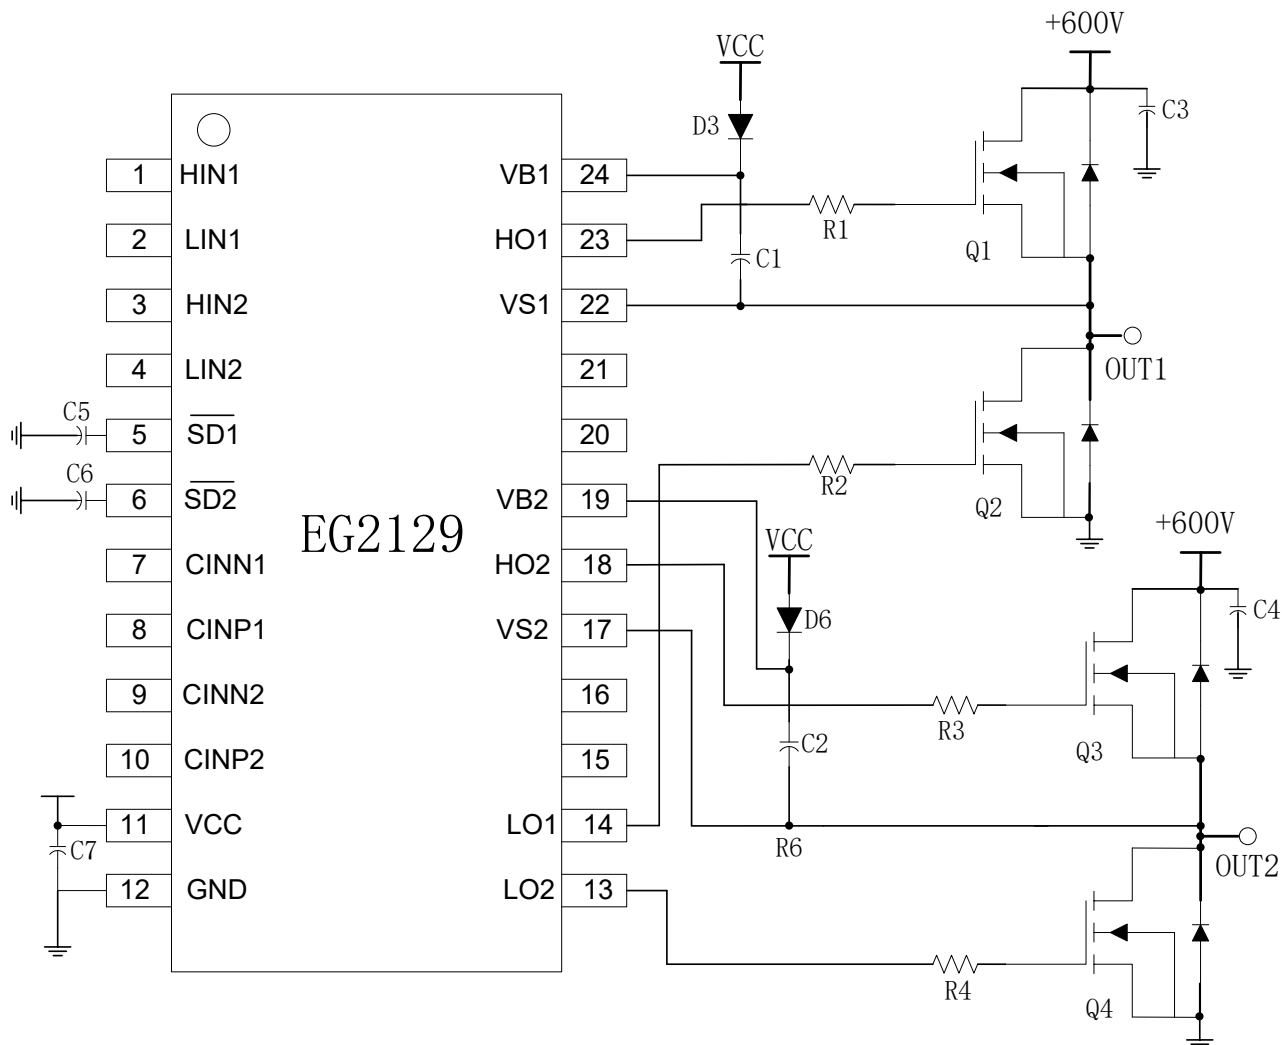 +600V
VCC
D3
C3
1 HIN1
VB1 24
R1
2 LIN1
HO1 23
Q1
C1
3 HIN2
VS1 22
4 LIN2
21
OUT1
C5
5 SD1
20
C6
R2
6 SD2
VB2 19
Q2
EG2129
+600V
VCC
7 CINN1
HO2 18
D6
C4
8 CINP1
VS2 17
9 CINN2
16
R3
C2
Q3
10 CINP2
15
11 VCC
LO1 14
C7
R6
OUT2
12 GND
LO2 13
R4
Q4